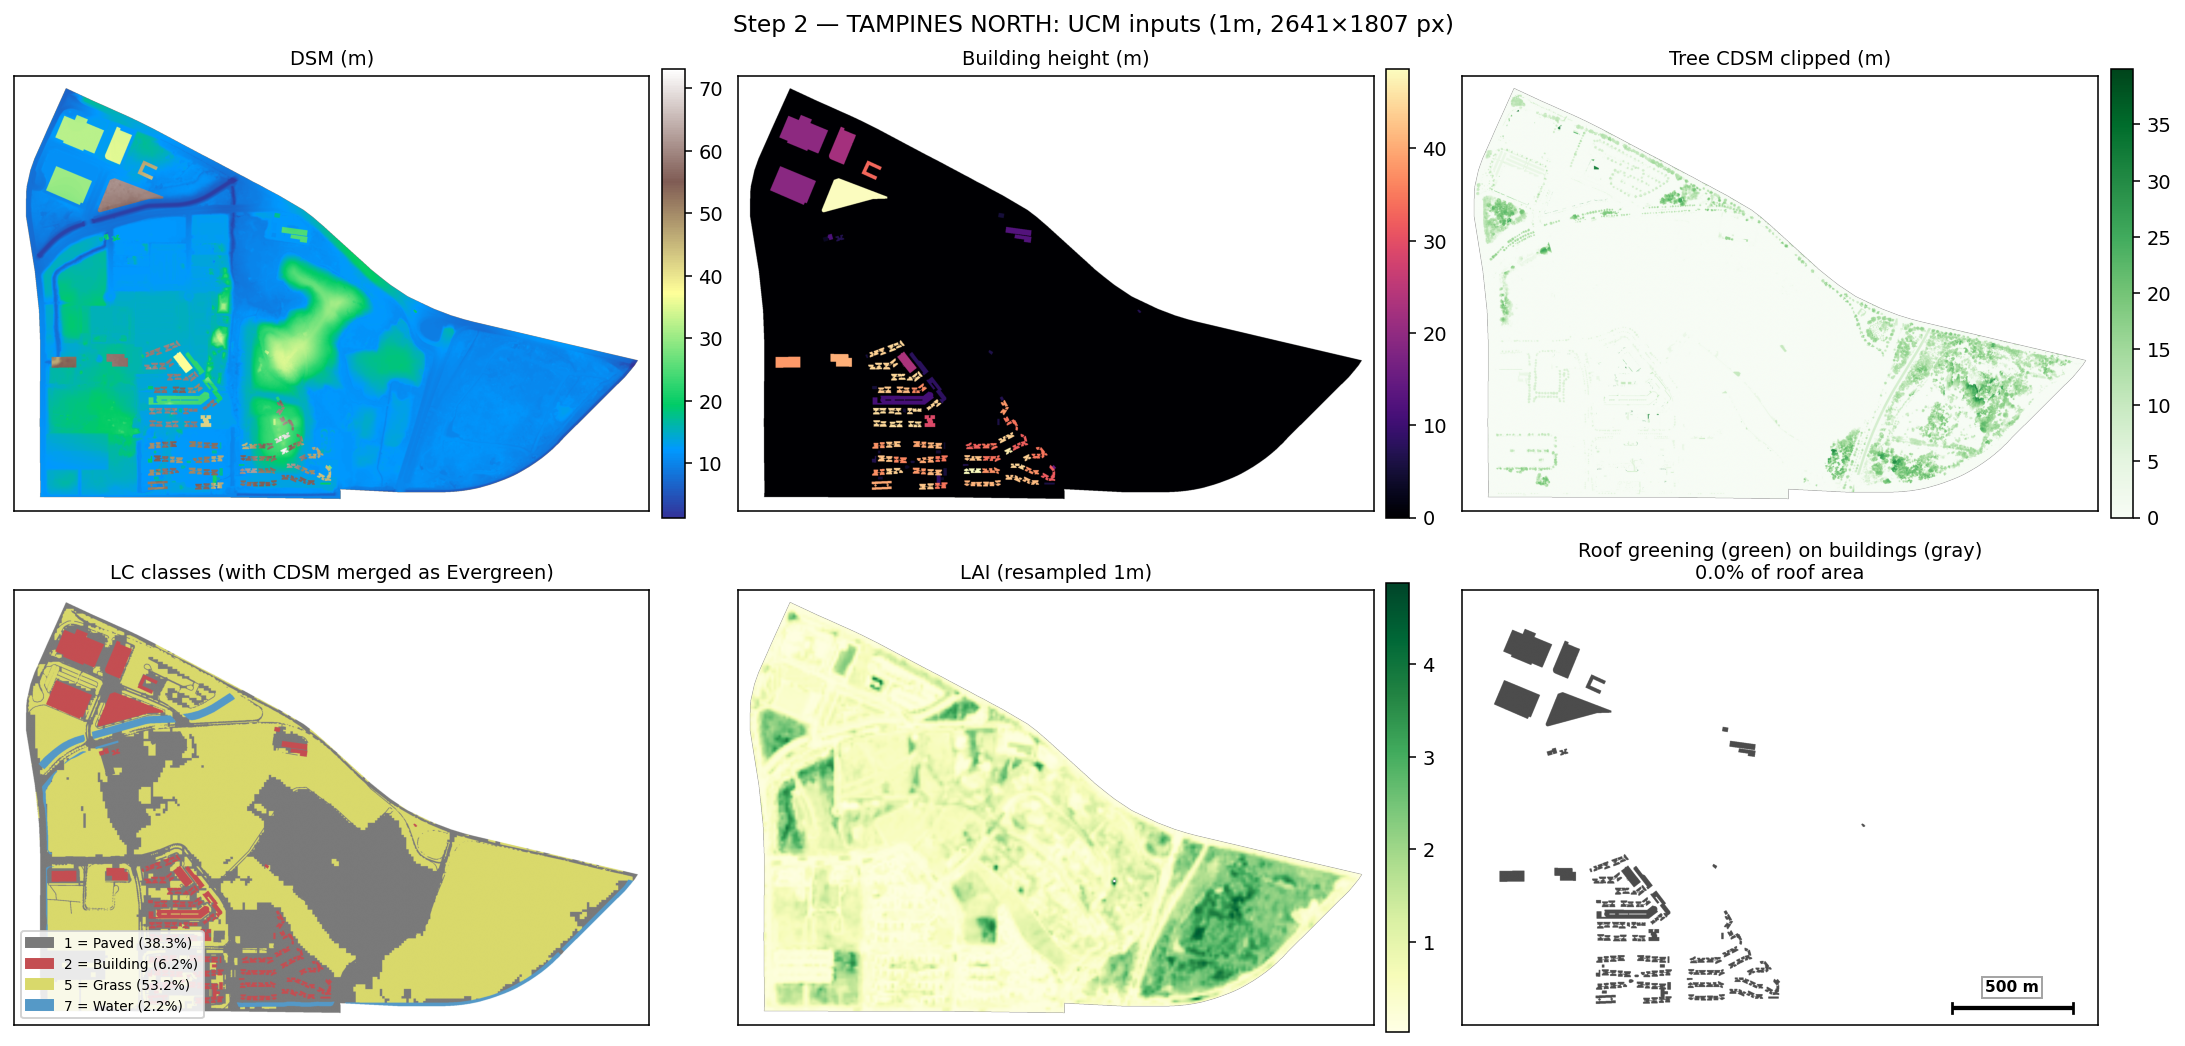 Step 2 — TAMPINES NORTH: UCM inputs (1m, 2641×1807 px)
DSM (m)
70
60
50
40
30
20
10
Building height (m)
40
30
20
10
0
Tree CDSM clipped (m)
35
30
25
20
15
10
5
0
LC classes (with CDSM merged as Evergreen)
1 = Paved (38.3%)
2 = Building (6.2%)
5 = Grass (53.2%)
7 = Water (2.2%)
LAI (resampled 1m)
4
3
2
1
Roof greening (green) on buildings (gray)
0.0% of roof area
500 m